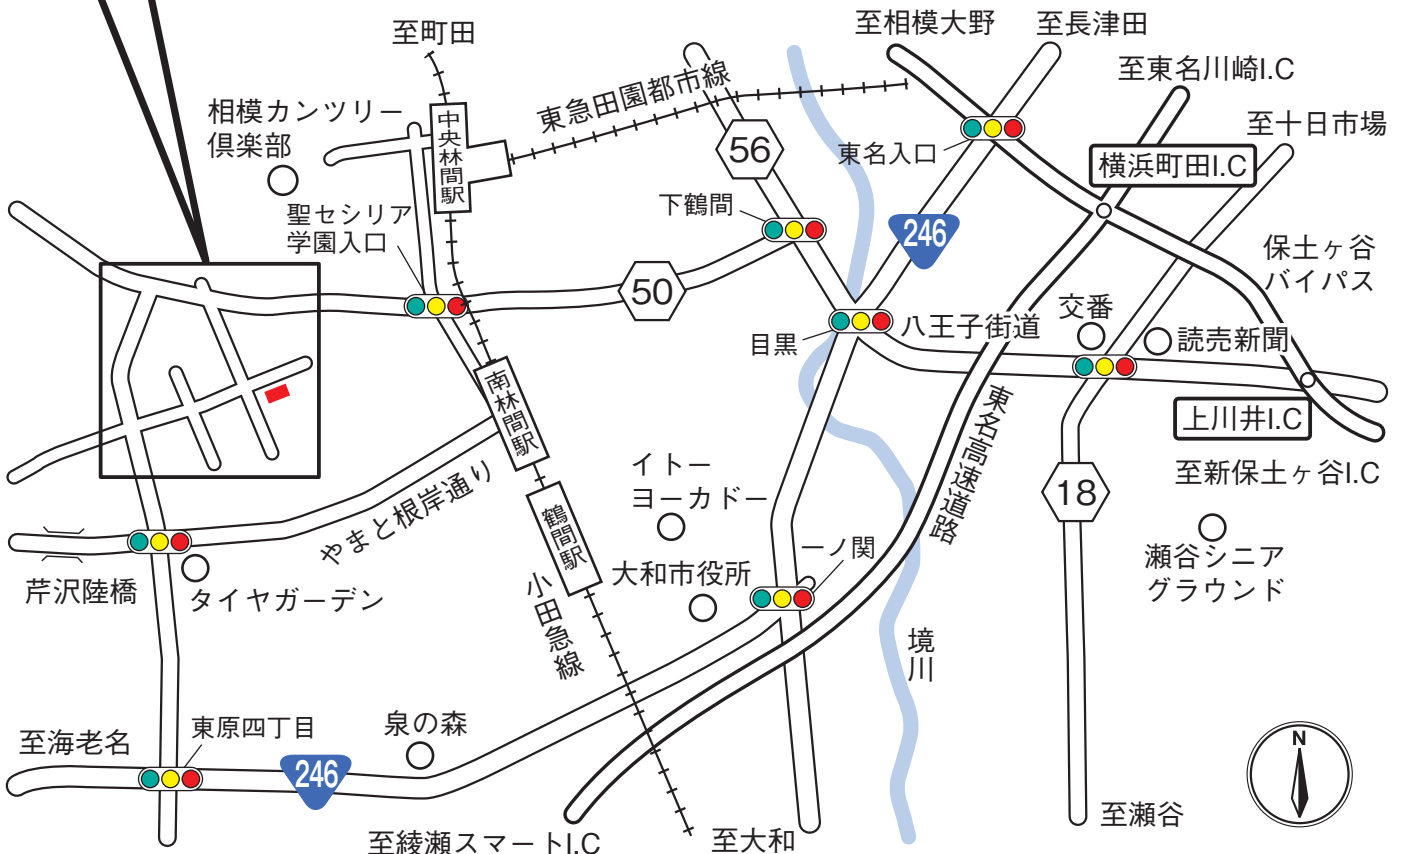 至町田
至相模大野
至長津田
至東名川崎I.C
至十日市場
相模カンツリー
倶楽部
中央林間駅
東急田園都市線
56
東名入口
横浜町田I.C
聖セシリア
学園入口
下鶴間
246
保土ヶ谷
バイパス
50
目黒
八王子街道
交番
読売新聞
南林間駅
東名高速道路
上川井I.C
至新保土ヶ谷I.C
イトー
ヨーカドー
18
やまと根岸通り
鶴間駅
一ノ関
瀬谷シニア
グラウンド
芹沢陸橋
タイヤガーデン
小田急線
大和市役所
境川
至海老名
東原四丁目
泉の森
246
N
至綾瀬スマートI.C
至大和
至瀬谷